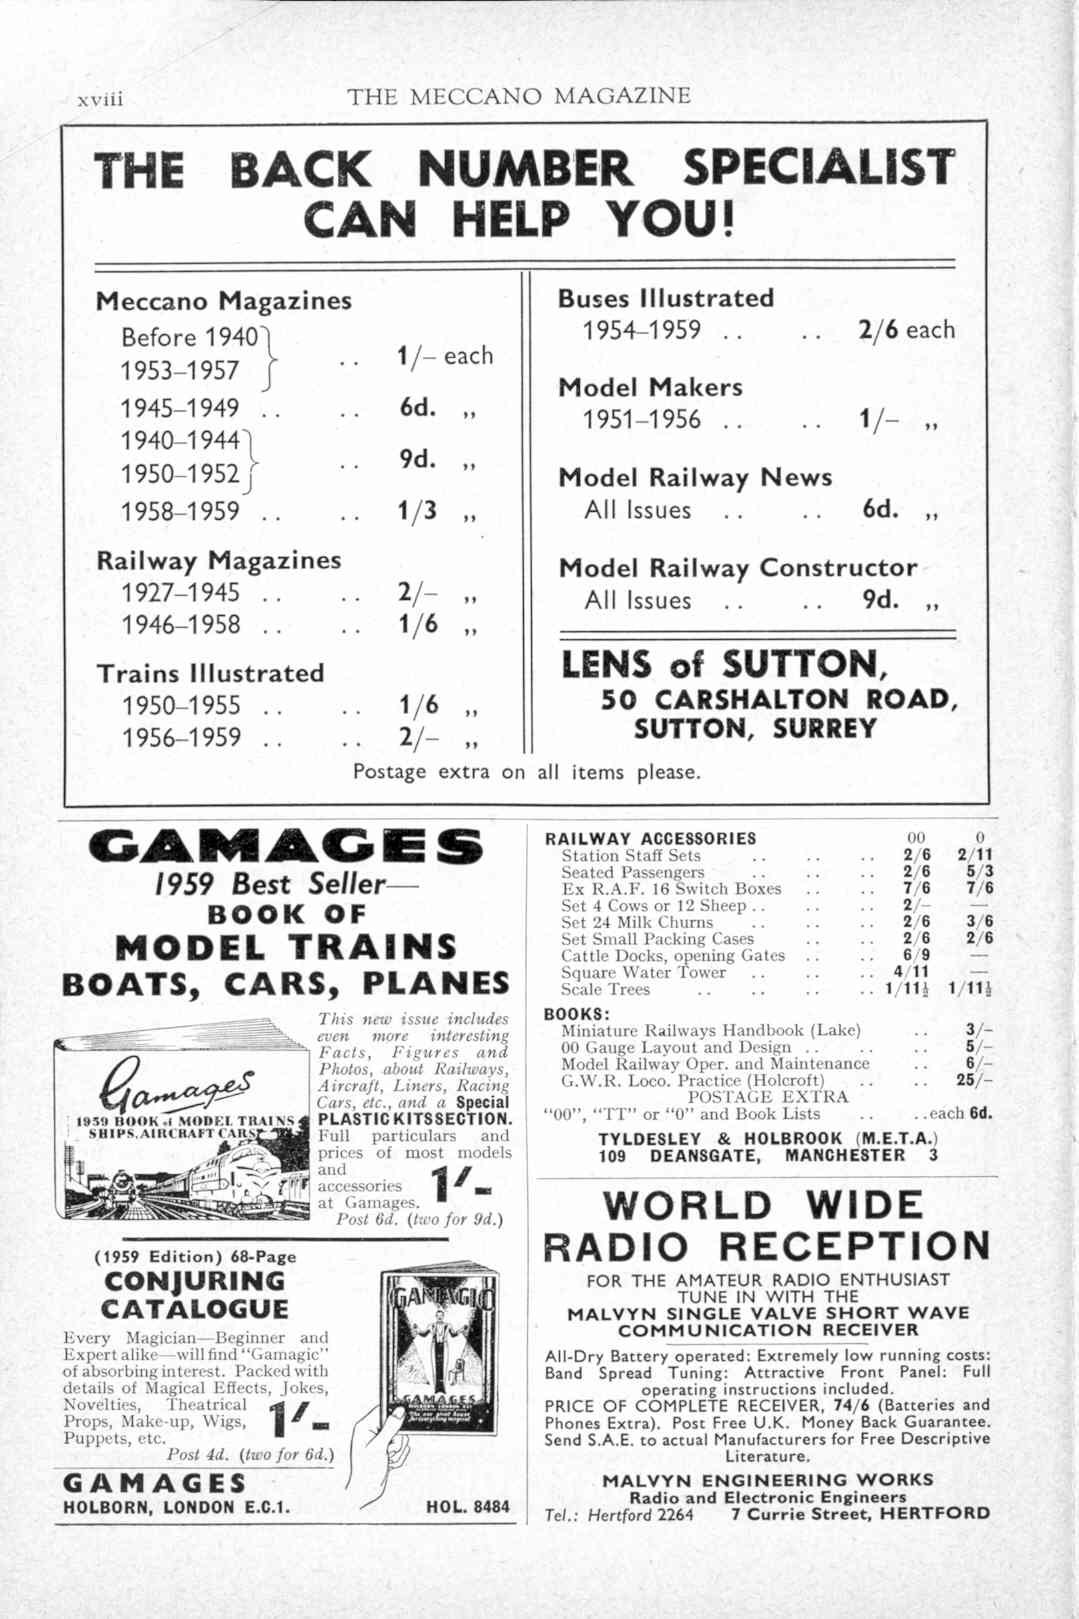 xviii THE MECCANO MAGAZINE
THE BACK NUMBER SPECIALIST
CAN HELP YOU!
Meccano Magazines
Before 1940
1953–1957 } .. 1/– each
1945–1949 .. .. 6d. ,,
1940–1944
1950–1952 } .. 9d. ,,
1958–1959 .. .. 1/3 ,,
Railway Magazines
1927–1945 .. .. 2/– ,,
1946–1958 .. .. 1/6 ,,
Trains Illustrated
1950–1955 .. .. 1/6 ,,
1956–1959 .. .. 2/– ,,
Buses Illustrated
1954–1959 .. .. 2/6 each
Model Makers
1951–1956 .. .. 1/– ,,
Model Railway News
All Issues .. .. 6d. ,,
Model Railway Constructor
All Issues .. .. 9d. ,,
LENS of SUTTON,
50 CARSHALTON ROAD,
SUTTON, SURREY
Postage extra on all items please.
GAMAGES
1959 Best Seller—
BOOK OF
MODEL TRAINS
BOATS, CARS, PLANES
Gamages
1959 BOOK of MODEL TRAINS
SHIPS, AIRCRAFT CARS
This new issue includes
even more interesting
Facts, Figures and
Photos, about Railways,
Aircraft, Liners, Racing
Cars, etc., and a Special
PLASTIC KITS SECTION.
Full particulars and
prices of most models
and
accessories 1/-
at Gamages.
Post 6d. (two for 9d.)
(1959 Edition) 68-Page
CONJURING
CATALOGUE
Every Magician—Beginner and
Expert alike—will find "Gamagic"
of absorbing interest. Packed with
details of Magical Effects, Jokes,
Novelties, Theatrical
Props, Make-up, Wigs, 1/-
Puppets, etc.
Post 4d. (two for 6d.)
GAMAGIC
GAMAGES
GAMAGES
HOLBORN, LONDON E.C.1. HOL. 8484
RAILWAY ACCESSORIES 00 0
Station Staff Sets .. .. .. 2/6 2/11
Seated Passengers .. .. .. 2/6 5/3
Ex R.A.F. 16 Switch Boxes .. .. 7/6 7/6
Set 4 Cows or 12 Sheep .. .. .. 2/– —
Set 24 Milk Churns .. .. .. 2/6 3/6
Set Small Packing Cases .. .. 2/6 2/6
Cattle Docks, opening Gates .. .. 6/9 —
Square Water Tower .. .. .. 4/11 —
Scale Trees .. .. .. .. 1/11½ 1/11½
BOOKS:
Miniature Railways Handbook (Lake) .. 3/–
00 Gauge Layout and Design .. .. .. 5/–
Model Railway Oper. and Maintenance .. 6/–
G.W.R. Loco. Practice (Holcroft) .. .. 25/–
POSTAGE EXTRA
"00", "TT" or "0" and Book Lists .. ..each 6d.
TYLDESLEY & HOLBROOK (M.E.T.A.)
109 DEANSGATE, MANCHESTER 3
WORLD WIDE
RADIO RECEPTION
FOR THE AMATEUR RADIO ENTHUSIAST
TUNE IN WITH THE
MALVYN SINGLE VALVE SHORT WAVE
COMMUNICATION RECEIVER
All-Dry Battery operated: Extremely low running costs:
Band Spread Tuning: Attractive Front Panel: Full
operating instructions included.
PRICE OF COMPLETE RECEIVER, 74/6 (Batteries and
Phones Extra). Post Free U.K. Money Back Guarantee.
Send S.A.E. to actual Manufacturers for Free Descriptive
Literature.
MALVYN ENGINEERING WORKS
Radio and Electronic Engineers
Tel.: Hertford 2264 7 Currie Street, HERTFORD